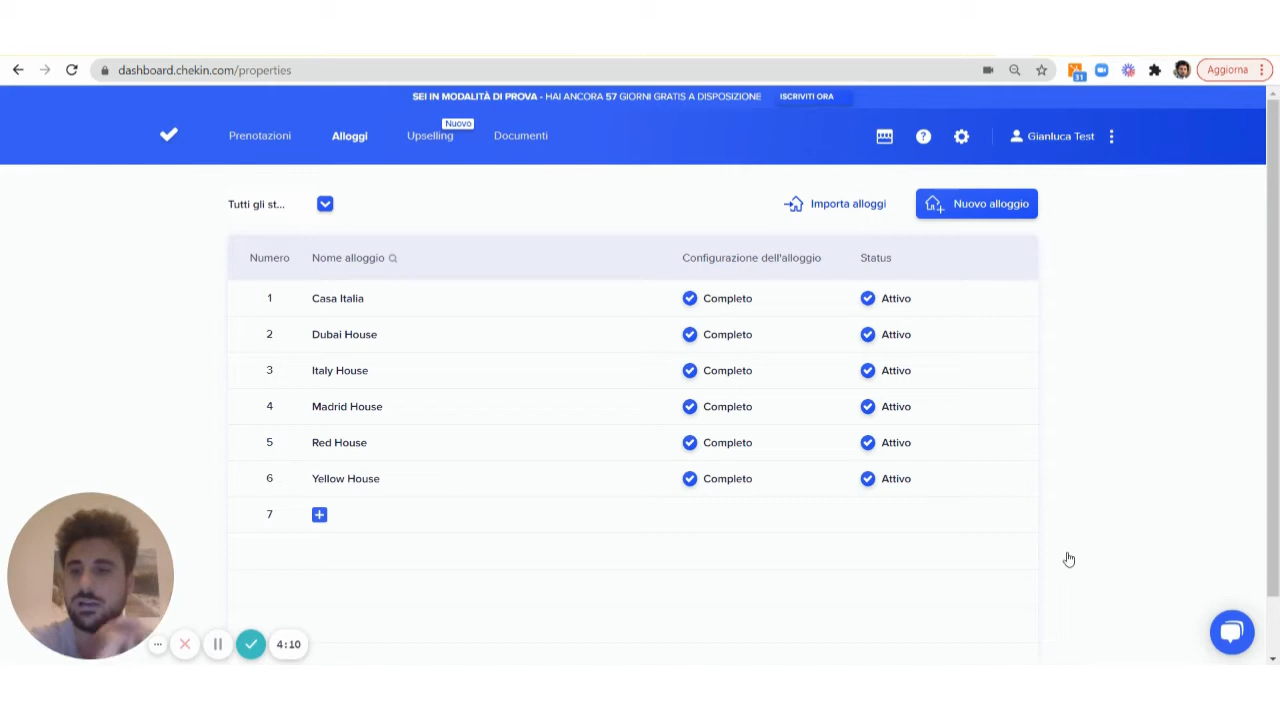 dashboard.chekin.com/properties
31
Aggiorna
SEI IN MODALITÀ DI PROVA - HAI ANCORA 57 GIORNI GRATIS A DISPOSIZIONE ISCRIVITI ORA
Prenotazioni Alloggi Upselling Nuovo Documenti Gianluca Test
Tutti gli st... Importa alloggi Nuovo alloggio
Numero Nome alloggio Configurazione dell'alloggio Status
1 Casa Italia Completo Attivo
2 Dubai House Completo Attivo
3 Italy House Completo Attivo
4 Madrid House Completo Attivo
5 Red House Completo Attivo
6 Yellow House Completo Attivo
7
4:10